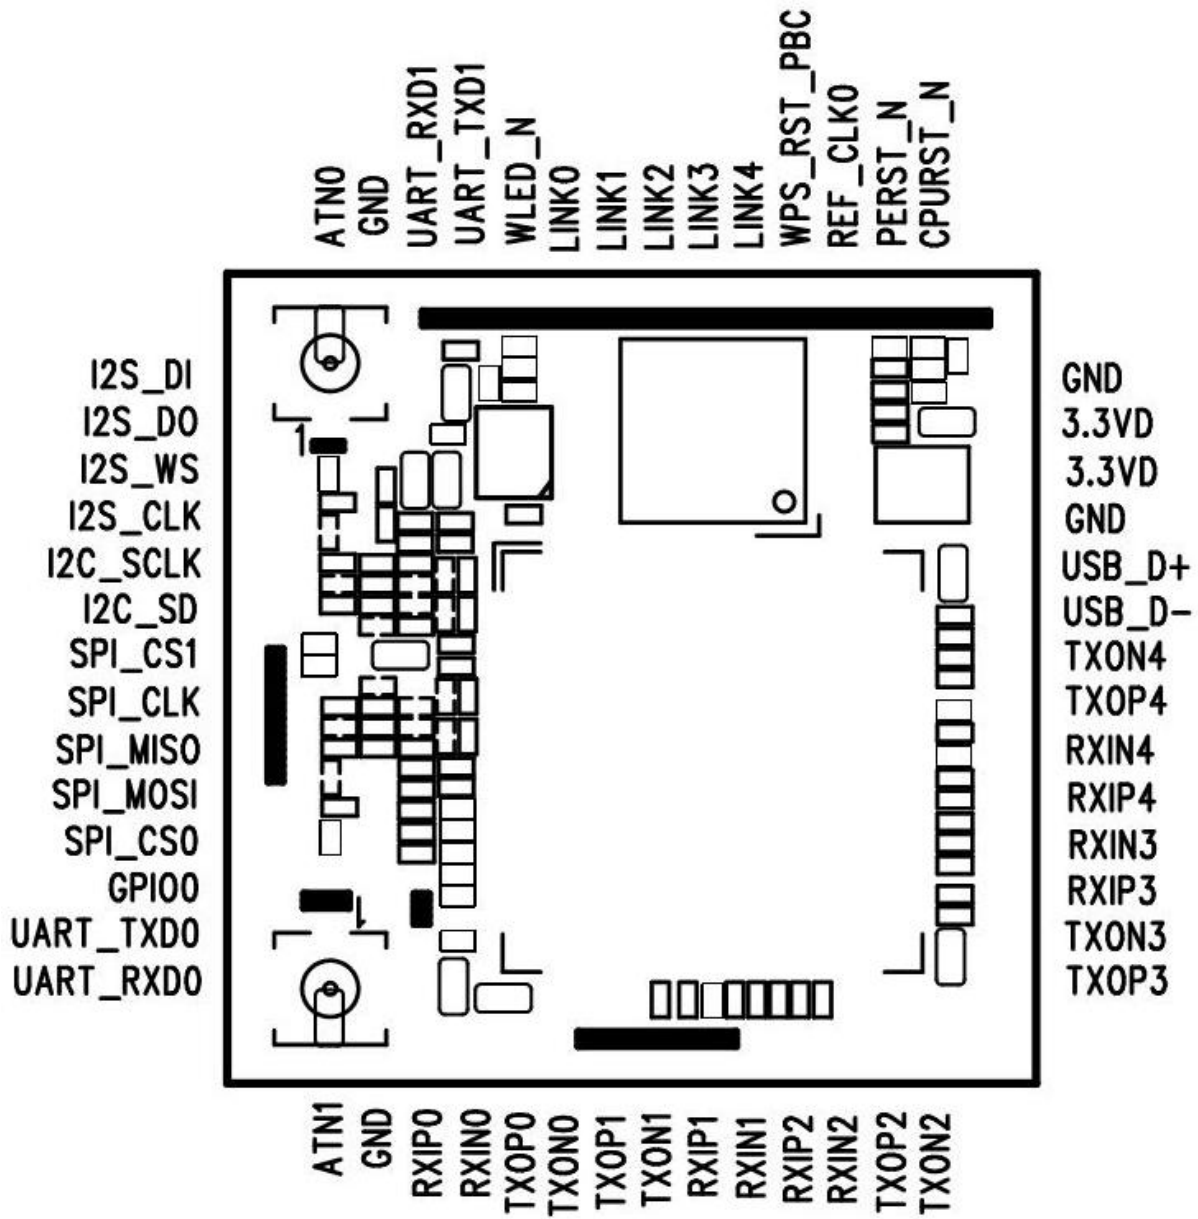 ATN0
GND
UART_RXD1
UART_TXD1
WLED_N
LINK0
LINK1
LINK2
LINK3
LINK4
WPS_RST_PBC
REF_CLK0
PERST_N
CPURST_N
I2S_DI
I2S_DO
I2S_WS
I2S_CLK
I2C_SCLK
I2C_SD
SPI_CS1
SPI_CLK
SPI_MISO
SPI_MOSI
SPI_CS0
GPIO0
UART_TXD0
UART_RXD0
1
1
GND
3.3VD
3.3VD
GND
USB_D+
USB_D-
TXON4
TXOP4
RXIN4
RXIP4
RXIN3
RXIP3
TXON3
TXOP3
ATN1
GND
RXIP0
RXIN0
TXOP0
TXON0
TXOP1
TXON1
RXIP1
RXIN1
RXIP2
RXIN2
TXOP2
TXON2